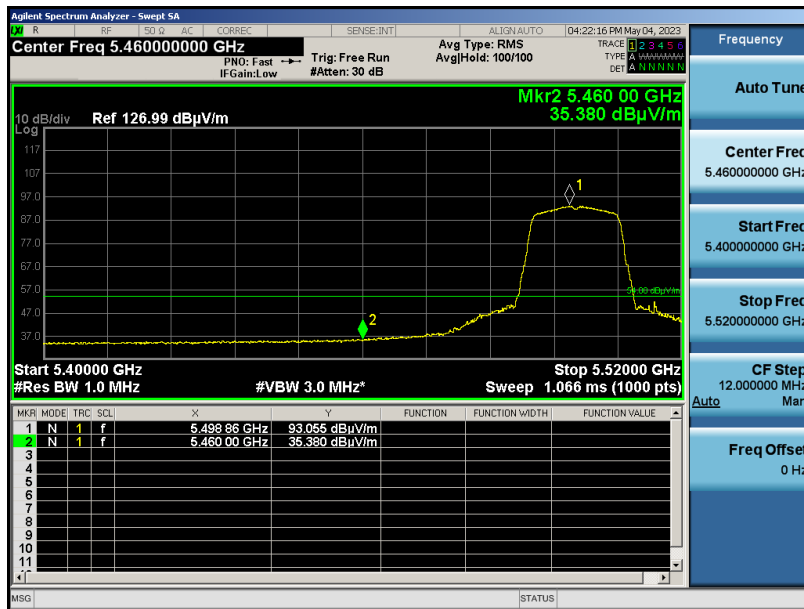 Agilent Spectrum Analyzer - Swept SA
LXI R RF 50 Ω AC CORREC SENSE:INT ALIGN AUTO 04:22:16 PM May 04, 2023
Center Freq 5.460000000 GHz
PNO: Fast
IFGain:Low
Trig: Free Run
#Atten: 30 dB
Avg Type: RMS
Avg|Hold: 100/100
TRACE 1 2 3 4 5 6
TYPE A
DET A N N N N N
Frequency
Auto Tune
Center Freq
5.460000000 GHz
Start Freq
5.400000000 GHz
Stop Freq
5.520000000 GHz
CF Step
12.000000 MHz
Auto Man
Freq Offset
0 Hz
Mkr2 5.460 00 GHz
35.380 dBµV/m
10 dB/div Ref 126.99 dBµV/m
Log
117
107
97.0
87.0
77.0
67.0
57.0
47.0
37.0
1
2
54.00 dBµV/m
Start 5.40000 GHz Stop 5.52000 GHz
#Res BW 1.0 MHz #VBW 3.0 MHz* Sweep 1.066 ms (1000 pts)
MKR MODE TRC SCL X Y FUNCTION FUNCTION WIDTH FUNCTION VALUE
1 N 1 f 5.498 86 GHz 93.055 dBµV/m
2 N 1 f 5.460 00 GHz 35.380 dBµV/m
3
4
5
6
7
8
9
10
11
MSG STATUS